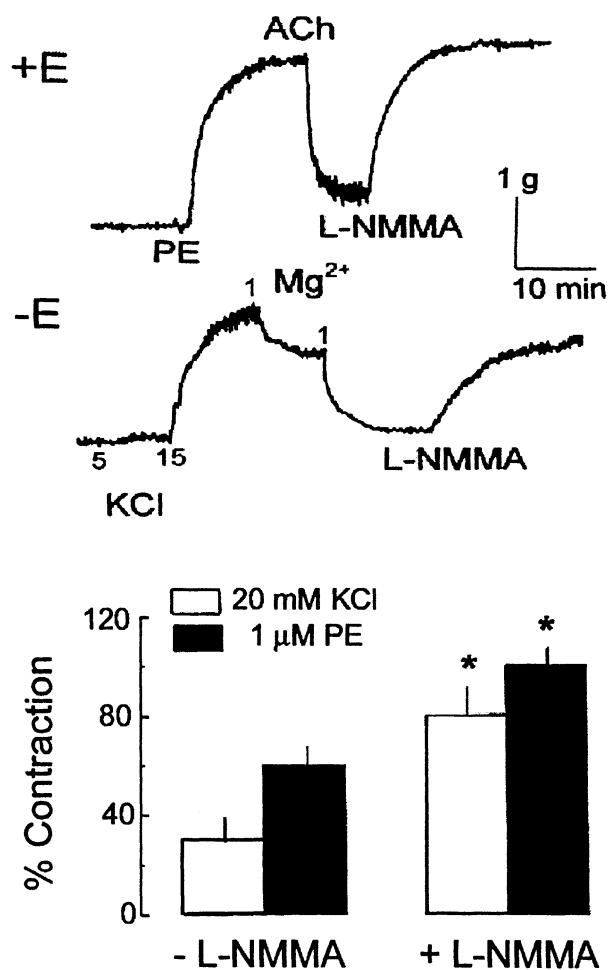 ACh
+E
1 g
PE
L-NMMA
10 min
Mg²⁺
-E
1
1
5
15
L-NMMA
KCl
20 mM KCl
1 μM PE
120
80
40
0
% Contraction
*
*
- L-NMMA
+ L-NMMA